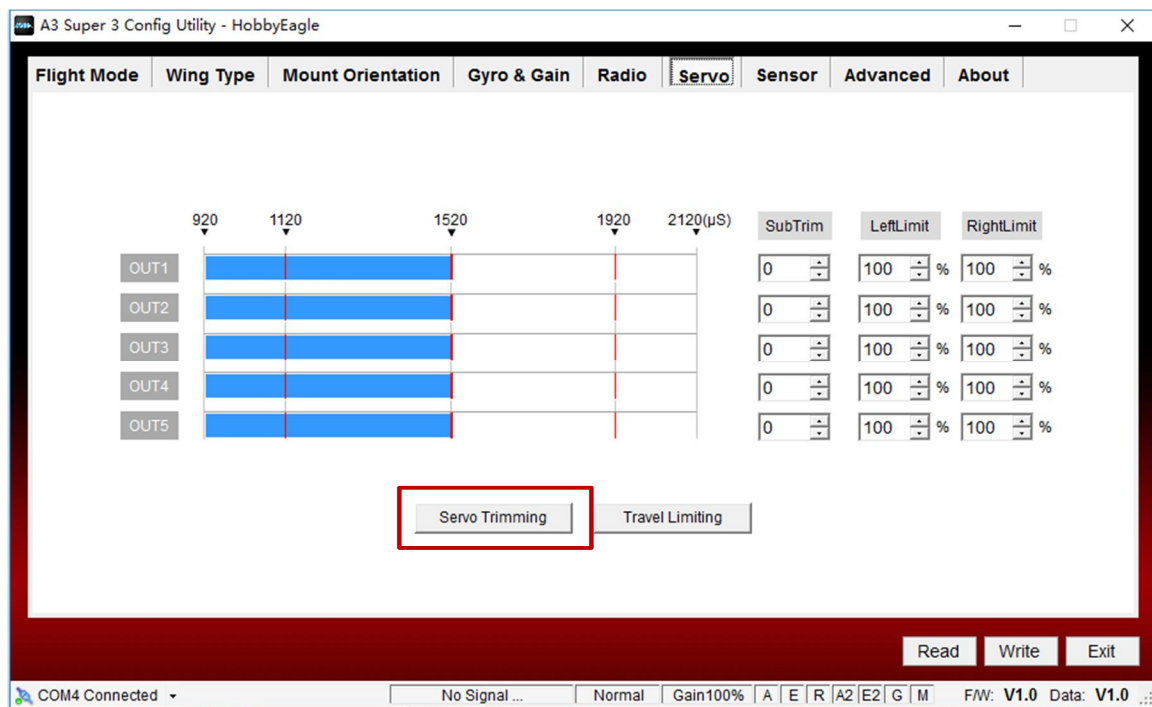 A3 Super 3 Config Utility - HobbyEagle
Flight Mode Wing Type Mount Orientation Gyro & Gain Radio Servo Sensor Advanced About
920 1120 1520 1920 2120(µS) SubTrim LeftLimit RightLimit
OUT1 0 100 % 100 %
OUT2 0 100 % 100 %
OUT3 0 100 % 100 %
OUT4 0 100 % 100 %
OUT5 0 100 % 100 %
Servo Trimming Travel Limiting
Read Write Exit
COM4 Connected No Signal ... Normal Gain100% A E R A2 E2 G M F/W: V1.0 Data: V1.0